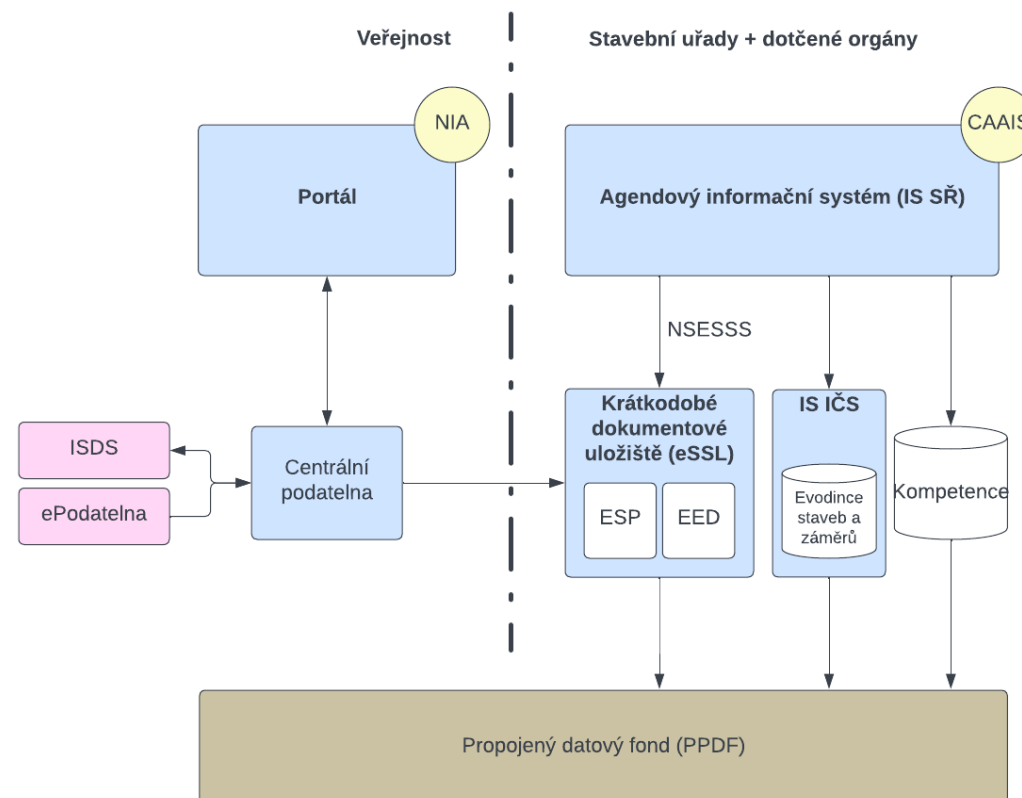 Veřejnost
Stavební uřady + dotčené orgány
NIA
CAAIS
Portál
Agendový informační systém (IS SŘ)
NSESSS
Krátkodobé
dokumentové
uložiště (eSSL)
IS IČS
ISDS
ePodatelna
Centrální
podatelna
ESP
EED
Evodince
staveb a
záměrů
Kompetence
Propojený datový fond (PPDF)